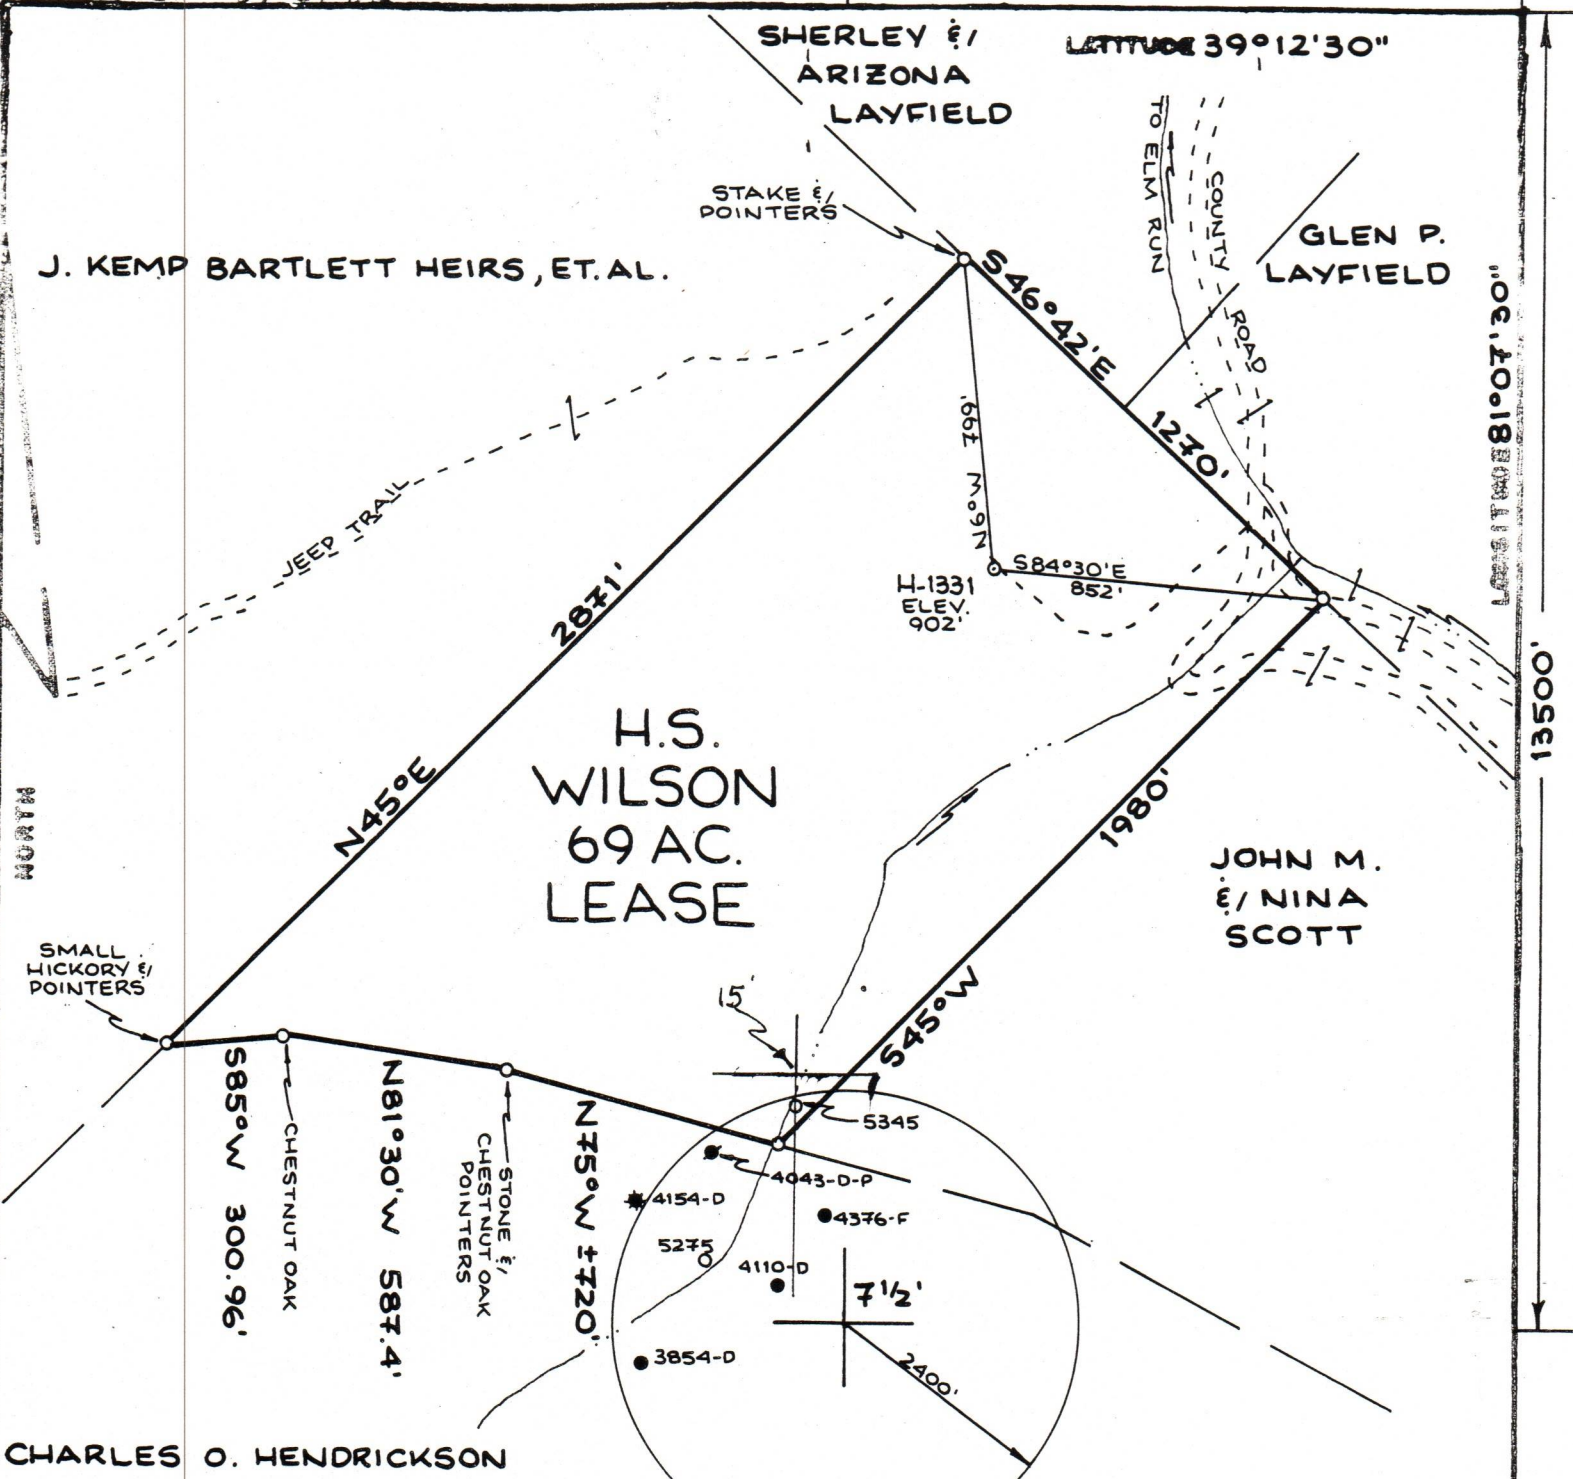 SHERLEY &
ARIZONA
LAYFIELD
LATITUDE 39°12'30"
TO ELM RUN
COUNTY ROAD
STAKE &
POINTERS
GLEN P.
LAYFIELD
J. KEMP BARTLETT HEIRS, ET. AL.
S46°42'E 1270'
LONGITUDE 81°07'30"
799'
N6°W
JEEP TRAIL
S84°30'E
852'
H-1331
ELEV.
902'
2871'
N45°E
13500'
H.S.
WILSON
69 AC.
LEASE
NORTH
1980'
S45°W
JOHN M.
& NINA
SCOTT
SMALL
HICKORY &
POINTERS
15'
5345
S85°W 300.96'
CHESTNUT OAK
N81°30'W 587.4'
STONE &
CHESTNUT OAK
POINTERS
N75°W ±720'
4043-D-P
4154-D
4376-F
5275
4110-D
7 1/2'
3854-D
2400'
CHARLES O. HENDRICKSON